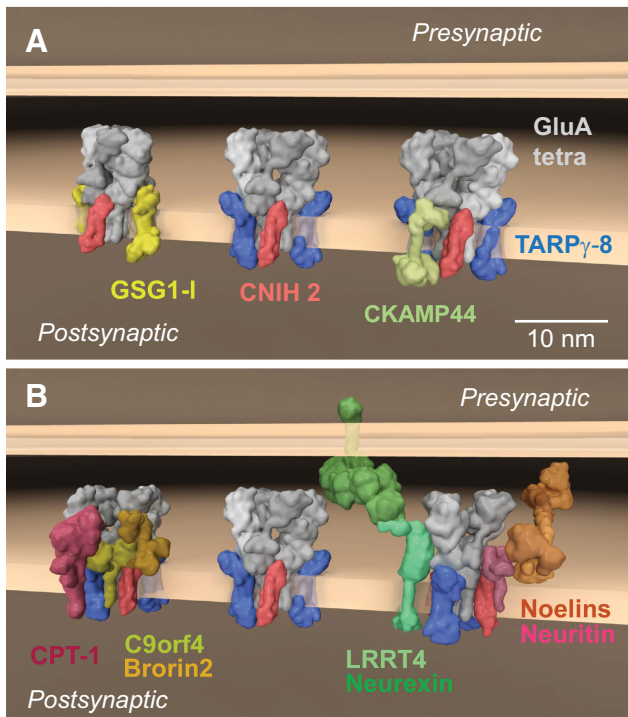 A
Presynaptic
GluA
tetra
TARPγ-8
GSG1-l
CNIH 2
CKAMP44
Postsynaptic
10 nm
B
Presynaptic
CPT-1
C9orf4
Brorin2
LRRT4
Neurexin
Noelins
Neuritin
Postsynaptic